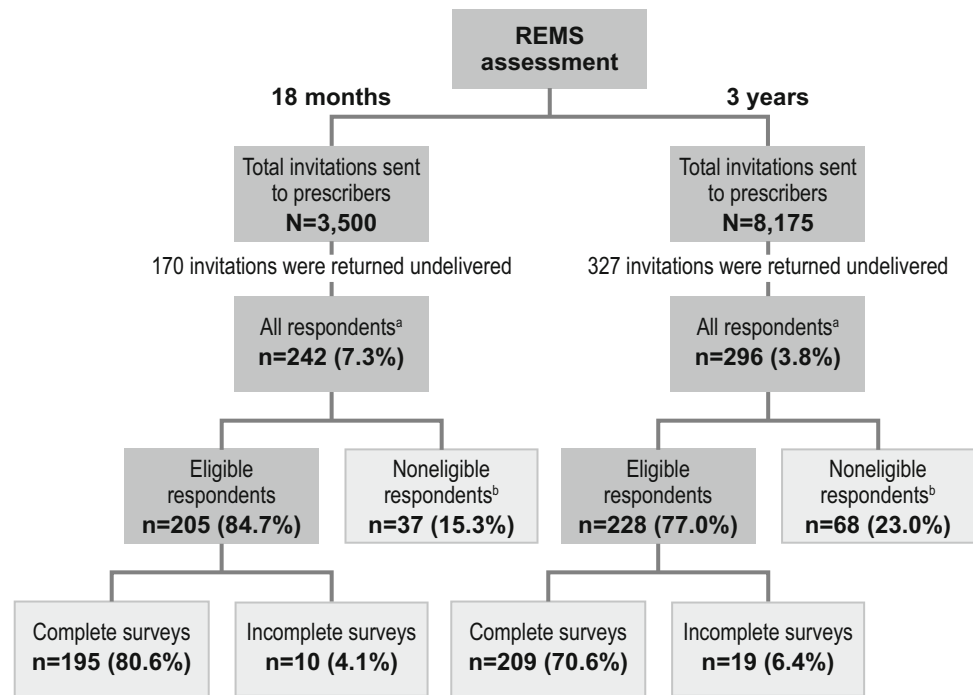 REMS
assessment
18 months
3 years
Total invitations sent
to prescribers
N=3,500
Total invitations sent
to prescribers
N=8,175
170 invitations were returned undelivered
327 invitations were returned undelivered
All respondentsᵃ
n=242 (7.3%)
All respondentsᵃ
n=296 (3.8%)
Eligible
respondents
n=205 (84.7%)
Noneligible
respondentsᵇ
n=37 (15.3%)
Eligible
respondents
n=228 (77.0%)
Noneligible
respondentsᵇ
n=68 (23.0%)
Complete surveys
n=195 (80.6%)
Incomplete surveys
n=10 (4.1%)
Complete surveys
n=209 (70.6%)
Incomplete surveys
n=19 (6.4%)